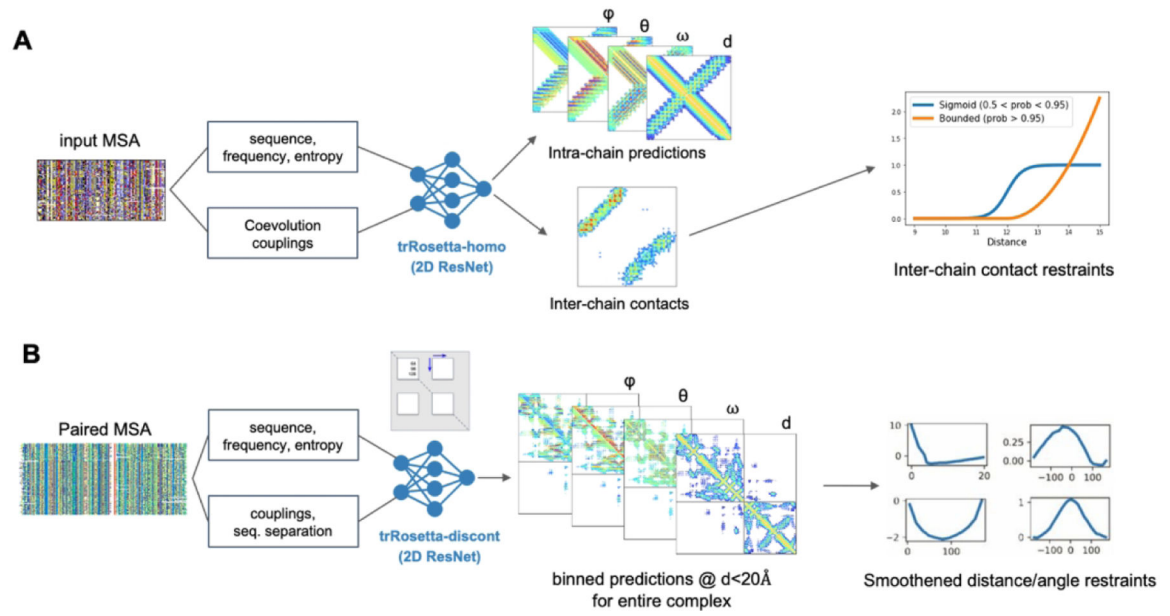 A
input MSA
sequence,
frequency, entropy
Coevolution
couplings
trRosetta-homo
(2D ResNet)
φ
θ
ω
d
Intra-chain predictions
Inter-chain contacts
Sigmoid (0.5 < prob < 0.95)
Bounded (prob > 0.95)
2.0
1.5
1.0
0.5
0.0
9 10 11 12 13 14 15
Distance
Inter-chain contact restraints
B
Paired MSA
sequence,
frequency, entropy
couplings,
seq. separation
trRosetta-discont
(2D ResNet)
φ
θ
ω
d
binned predictions @ d<20Å
for entire complex
10
5
0
0 20
0.25
0.00
-100 0 100
0
-2
0 100
1
0
-100 0 100
Smoothened distance/angle restraints